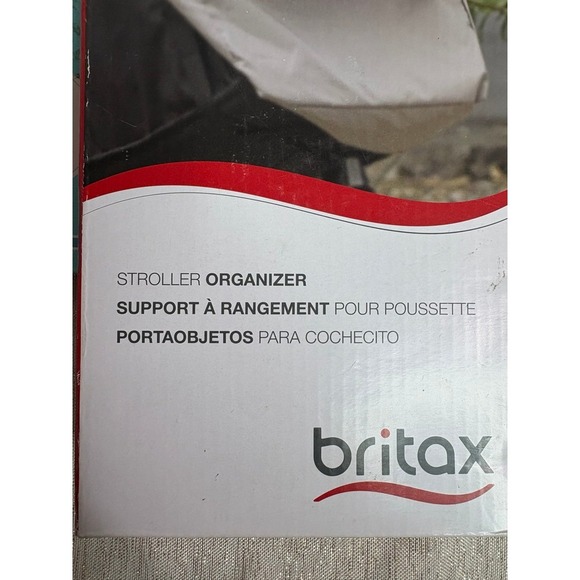 STROLLER ORGANIZER
SUPPORT À RANGEMENT POUR POUSSETTE
PORTAOBJETOS PARA COCHECITO
britax